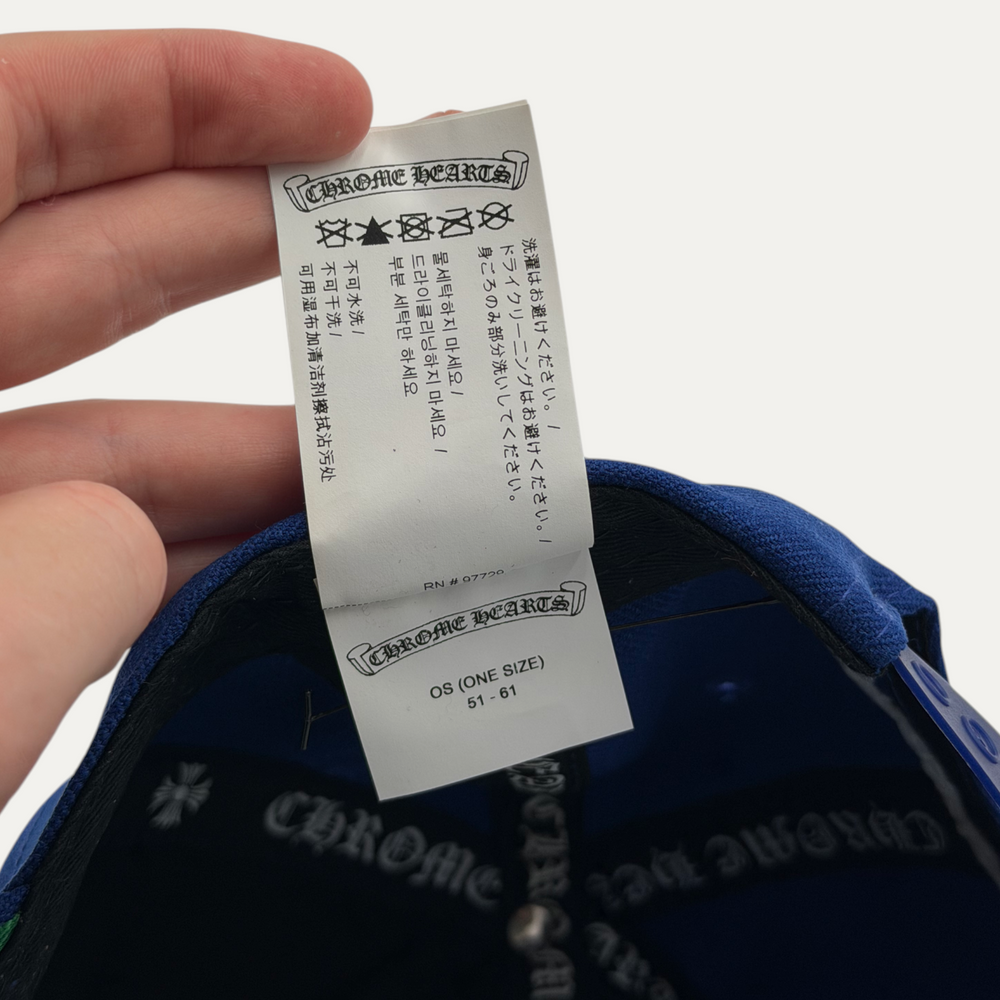 CHROME HEARTS
洗濯はお避けください。 /
ドライクリーニングはお避けください。 /
身ごろのみ部分洗いしてください。
물세탁하지 마세요 /
드라이클리닝하지 마세요 /
부분 세탁만 하세요
不可水洗 /
不可干洗 /
可用湿布加清洁剂擦拭沾污处
RN # 97729
CHROME HEARTS
OS (ONE SIZE)
51 - 61
CHROME
CHROME